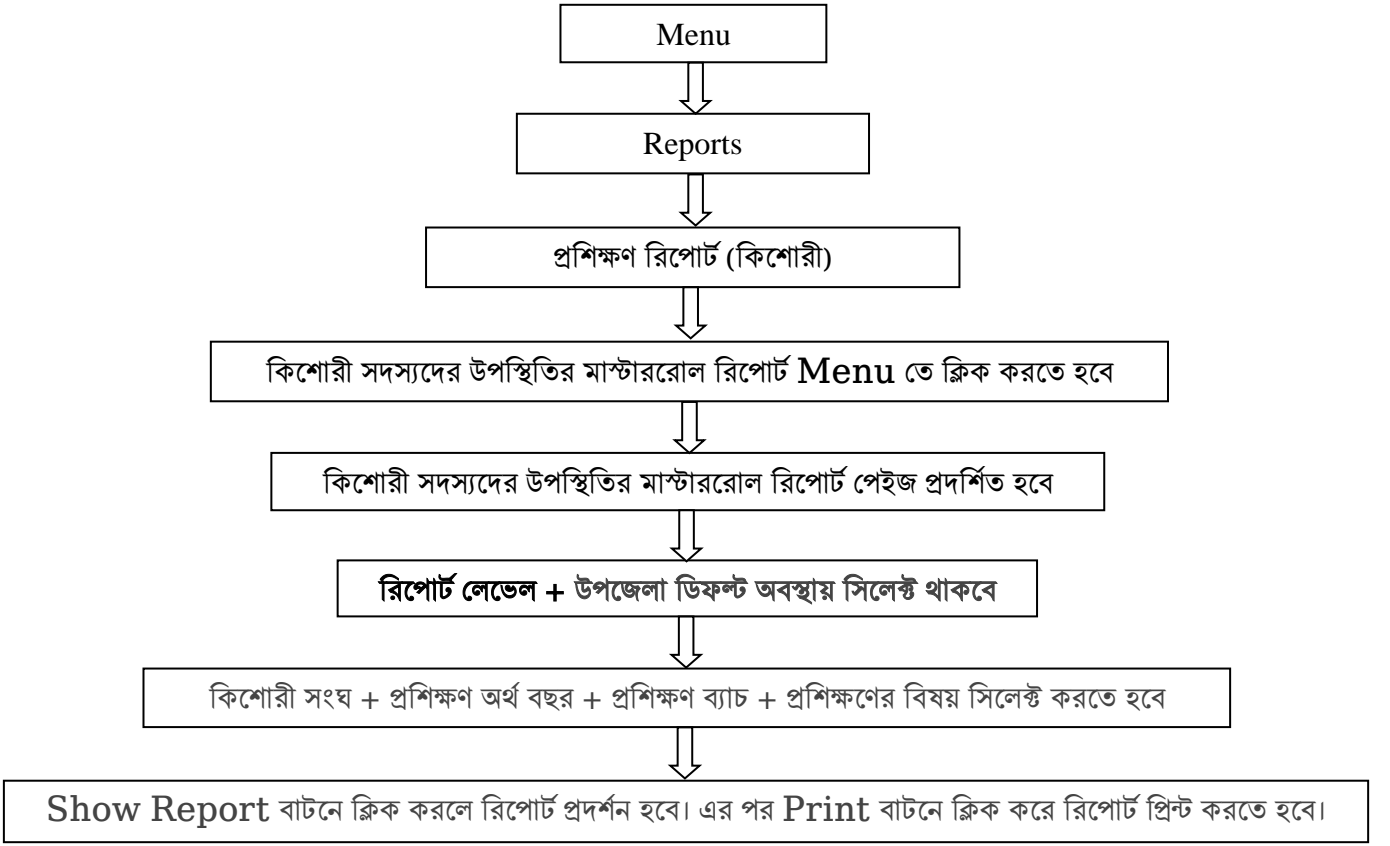 Menu
Reports
প্রশিক্ষণ রিপোর্ট (কিশোরী)
কিশোরী সদস্যদের উপস্থিতির মাস্টাররোল রিপোর্ট Menu তে ক্লিক করতে হবে
কিশোরী সদস্যদের উপস্থিতির মাস্টাররোল রিপোর্ট পেইজ প্রদর্শিত হবে
রিপোর্ট লেভেল + উপজেলা ডিফল্ট অবস্থায় সিলেক্ট থাকবে
কিশোরী সংঘ + প্রশিক্ষণ অর্থ বছর + প্রশিক্ষণ ব্যাচ + প্রশিক্ষণের বিষয় সিলেক্ট করতে হবে
Show Report বাটনে ক্লিক করলে রিপোর্ট প্রদর্শন হবে। এর পর Print বাটনে ক্লিক করে রিপোর্ট প্রিন্ট করতে হবে।